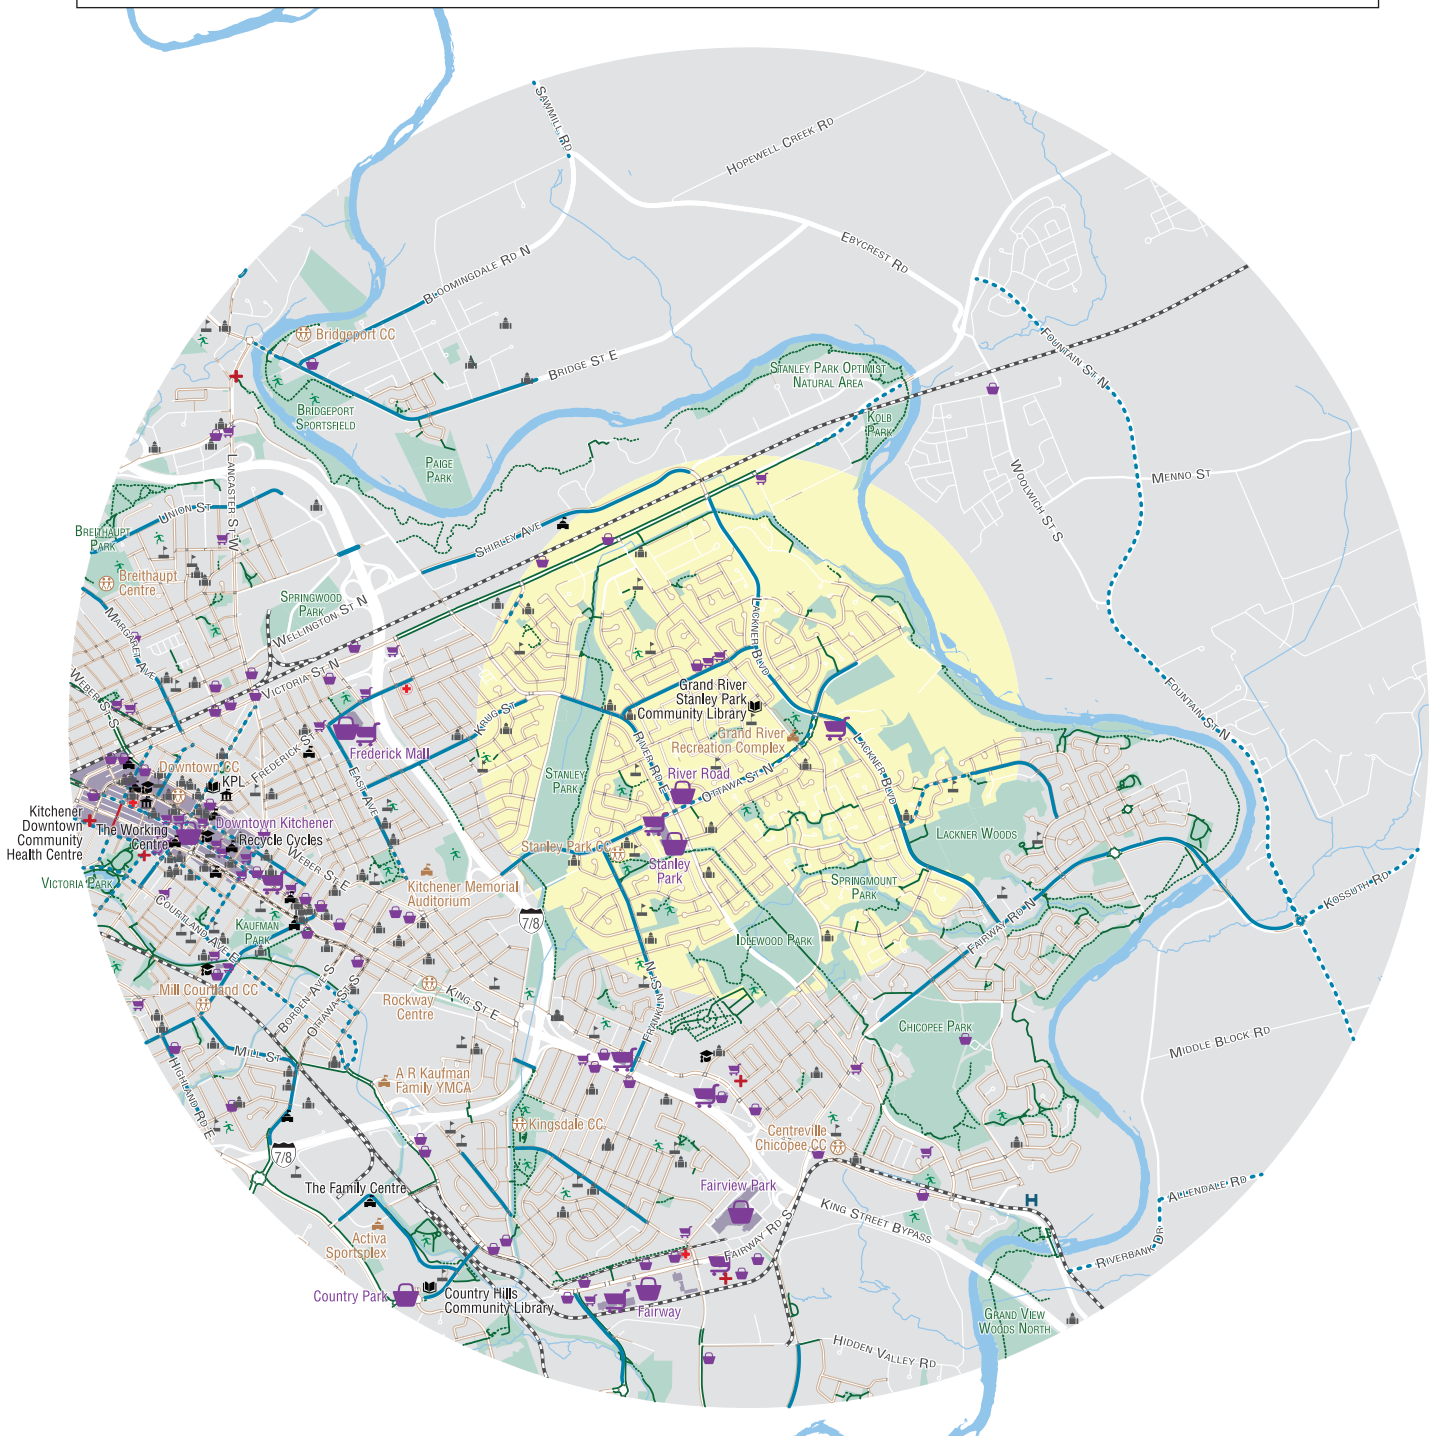 SAWMILL RD
HOPEWELL CREEK RD
EBYCREST RD
BLOOMINGDALE RD N
Bridgeport CC
FOUNTAIN ST N
BRIDGE ST E
STANLEY PARK OPTIMIST
NATURAL AREA
BRIDGEPORT
SPORTSFIELD
KOLB
PARK
PAIGE
PARK
LANCASTER ST W
WOOLWICH ST S
MENNO ST
UNION ST
BREITHAUPT
PARK
SHIRLEY AVE
Breithaupt
Centre
SPRINGWOOD
PARK
WELLINGTON ST N
MARGARET AVE
LACKNER BLVD
VICTORIA ST N
WEBER ST S
Grand River
Stanley Park
Community Library
FOUNTAIN ST N
KRUG ST
FREDERICK ST
Frederick Mall
Grand River
Recreation Complex
RIVER RD E
LACKNER BLVD
Downtown CC
KPL
EAST AVE
STANLEY
PARK
River Road
OTTAWA ST N
Kitchener
Downtown
Community
Health Centre
The Working
Centre
Downtown Kitchener
Recycle Cycles
LACKNER WOODS
Stanley Park CC
WEBER ST E
Stanley
Park
VICTORIA PARK
Kitchener Memorial
Auditorium
SPRINGMOUNT
PARK
KOSSUTH RD
COURTLAND AVE E
7/8
KAUFMAN
PARK
IDLEWOOD PARK
FAIRWAY RD N
Mill Courtland CC
BORDEN AVE S
OTTAWA ST S
Rockway
Centre
KING ST E
FRANKLIN ST N
CHICOPEE PARK
MIDDLE BLOCK RD
MILL ST
HIGHLAND RD E
A R Kaufman
Family YMCA
Kingsdale CC
Centreville
Chicopee CC
7/8
The Family Centre
Fairview Park
H
ALLENDALE RD
KING STREET BYPASS
Activa
Sportsplex
FAIRWAY RD S
RIVERBANK DR
Country Park
Country Hills
Community Library
Fairway
GRAND VIEW
WOODS NORTH
HIDDEN VALLEY RD